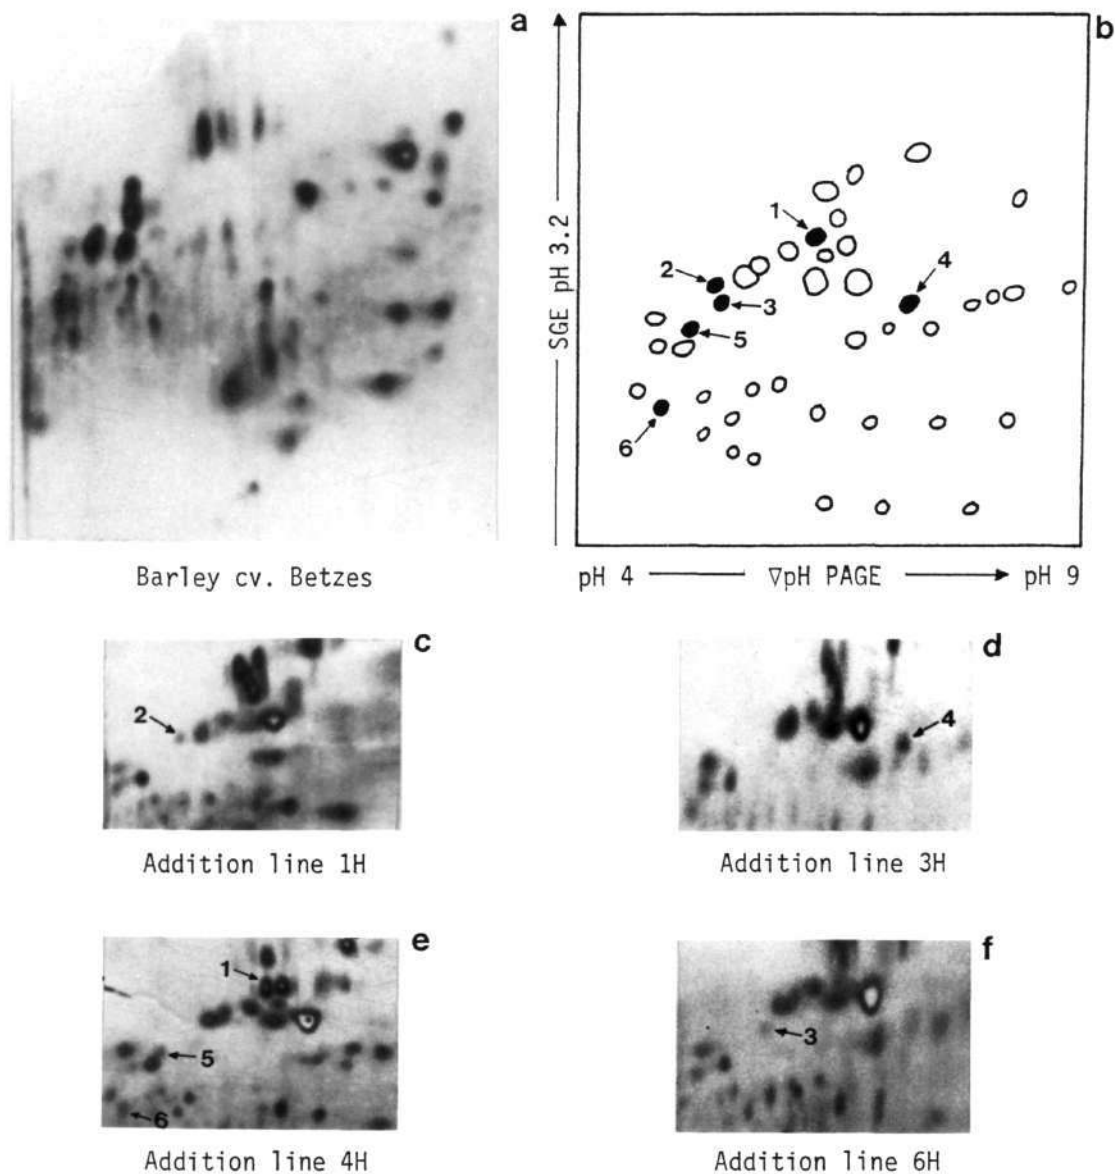 a
b
SGE pH 3.2
1
2
3
4
5
6
Barley cv. Betzes
pH 4
∇pH PAGE
pH 9
c
2
Addition line 1H
d
4
Addition line 3H
e
1
5
6
Addition line 4H
f
3
Addition line 6H